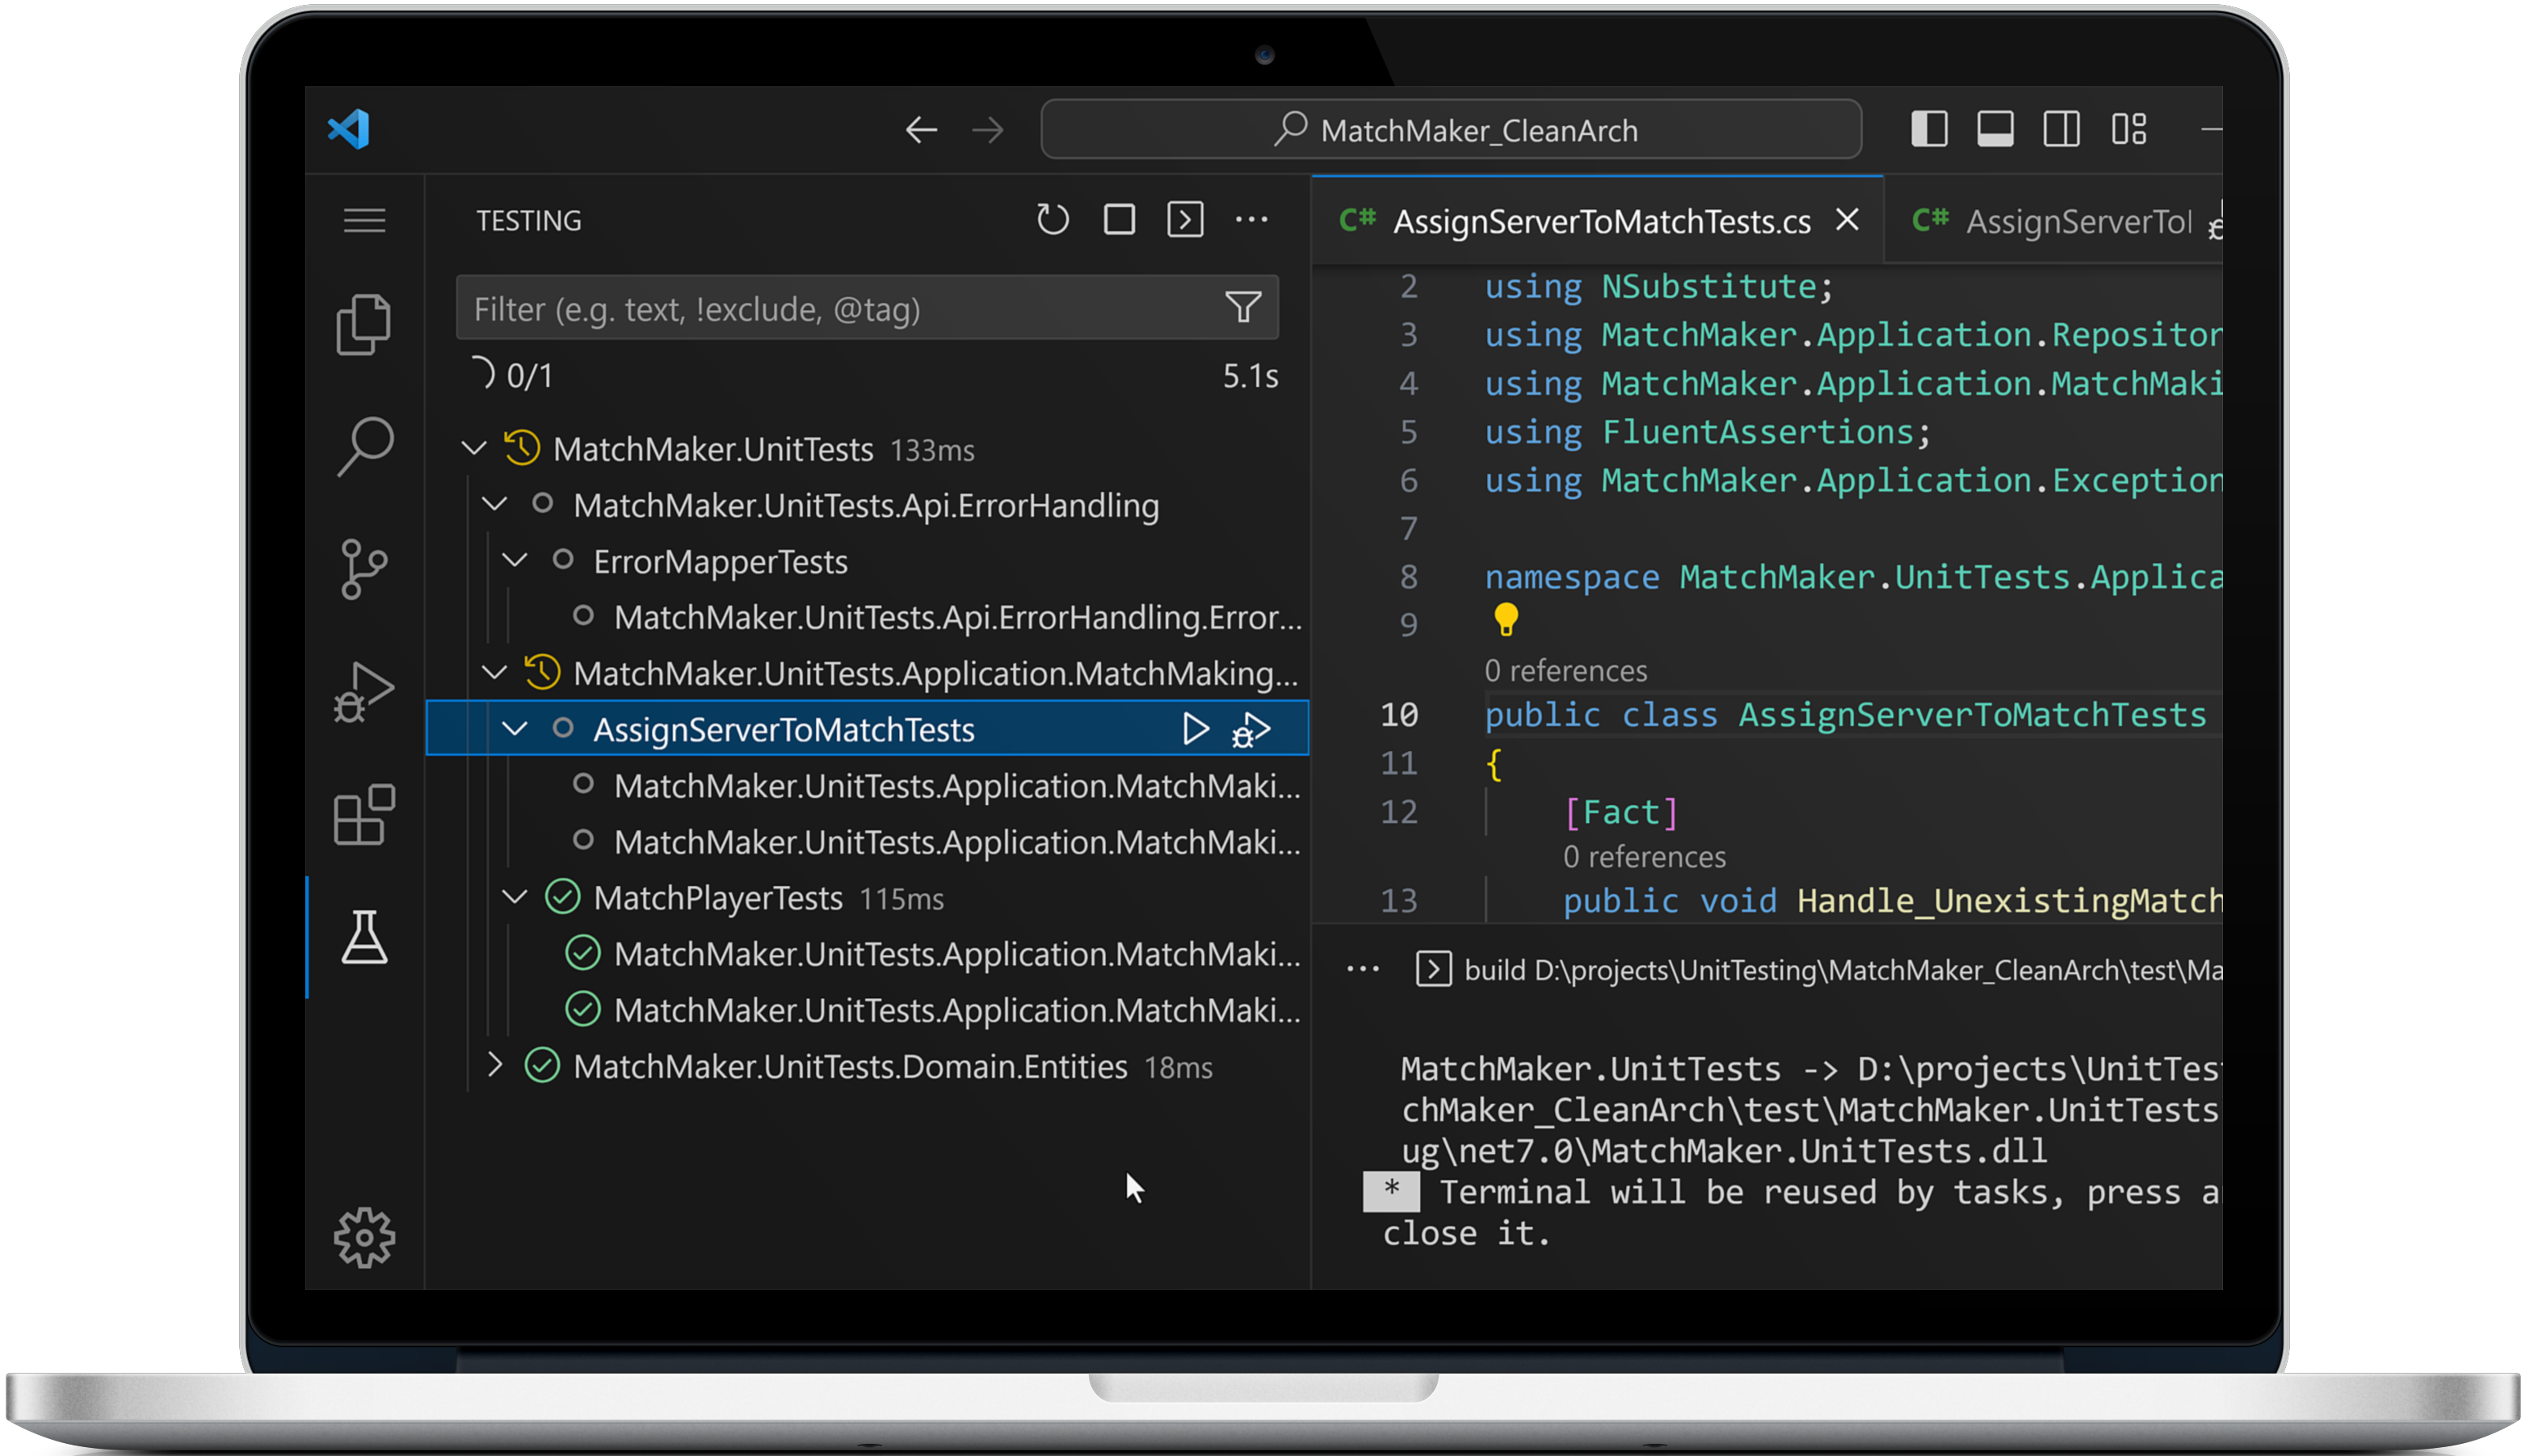 MatchMaker_CleanArch
TESTING
Filter (e.g. text, !exclude, @tag)
0/1 5.1s
MatchMaker.UnitTests 133ms
MatchMaker.UnitTests.Api.ErrorHandling
ErrorMapperTests
MatchMaker.UnitTests.Api.ErrorHandling.Error...
MatchMaker.UnitTests.Application.MatchMaking...
AssignServerToMatchTests
MatchMaker.UnitTests.Application.MatchMaki...
MatchMaker.UnitTests.Application.MatchMaki...
MatchPlayerTests 115ms
MatchMaker.UnitTests.Application.MatchMaki...
MatchMaker.UnitTests.Application.MatchMaki...
MatchMaker.UnitTests.Domain.Entities 18ms
C# AssignServerToMatchTests.cs C# AssignServerTo
2 using NSubstitute;
3 using MatchMaker.Application.Repositor
4 using MatchMaker.Application.MatchMaki
5 using FluentAssertions;
6 using MatchMaker.Application.Exception
7
8 namespace MatchMaker.UnitTests.Applica
9
0 references
10 public class AssignServerToMatchTests
11 {
12 [Fact]
0 references
13 public void Handle_UnexistingMatch
··· build D:\projects\UnitTesting\MatchMaker_CleanArch\test\Ma
MatchMaker.UnitTests -> D:\projects\UnitTes
chMaker_CleanArch\test\MatchMaker.UnitTests
ug\net7.0\MatchMaker.UnitTests.dll
* Terminal will be reused by tasks, press a
close it.